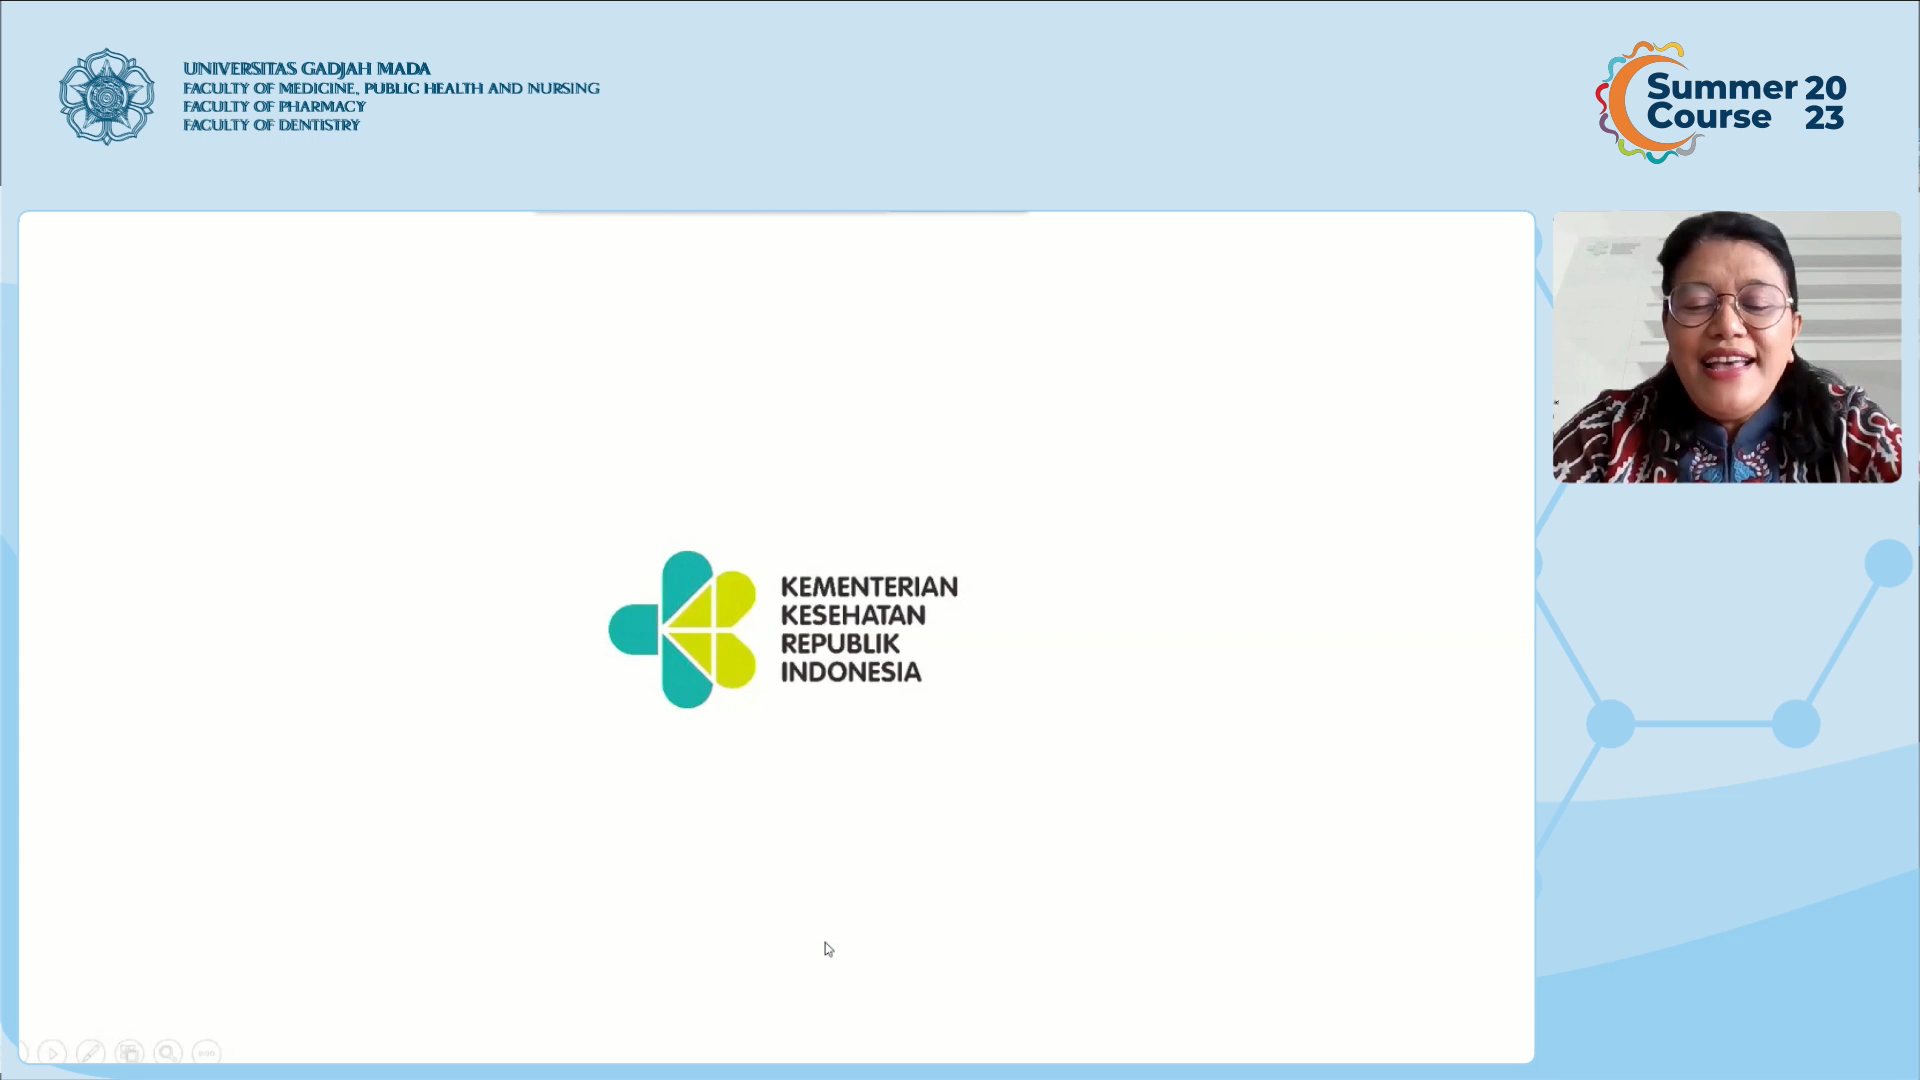 UNIVERSITAS GADJAH MADA
FACULTY OF MEDICINE, PUBLIC HEALTH AND NURSING
FACULTY OF PHARMACY
FACULTY OF DENTISTRY
Summer 20
Course 23
KEMENTERIAN
KESEHATAN
REPUBLIK
INDONESIA